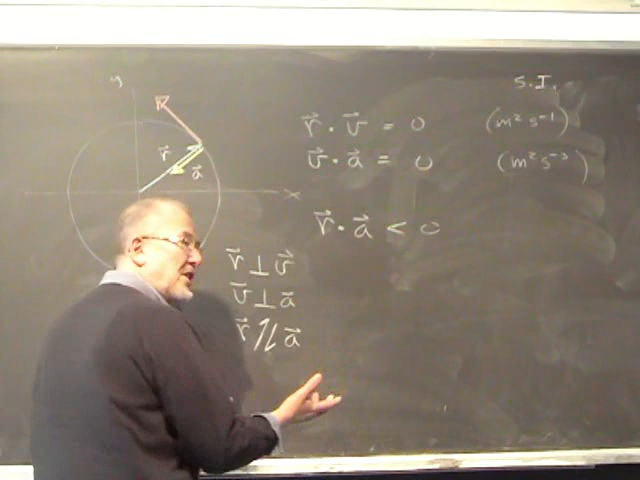 y
S.I.
r⃗ · v⃗ = 0 (m² s⁻¹)
v⃗ · a⃗ = 0 (m² s⁻³)
r⃗
a⃗
x
r⃗ · a⃗ < 0
r⃗ ⊥ v⃗
v⃗ ⊥ a⃗
r⃗ ⥯ a⃗